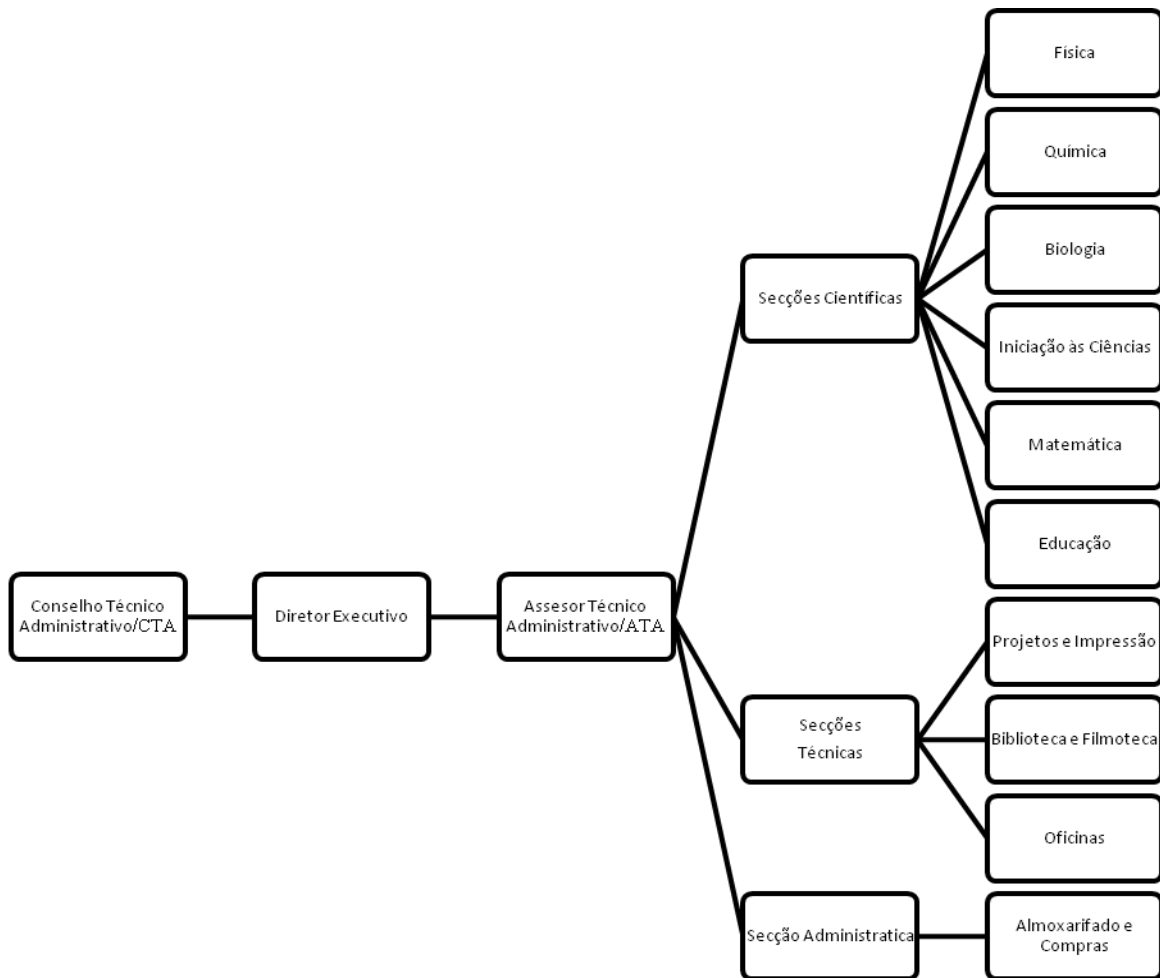 Conselho Técnico
Administrativo/CTA
Diretor Executivo
Assesor Técnico
Administrativo/ATA
Secções Científicas
Física
Química
Biologia
Iniciação às Ciências
Matemática
Educação
Secções
Técnicas
Projetos e Impressão
Biblioteca e Filmoteca
Oficinas
Secção Administratica
Almoxarifado e
Compras